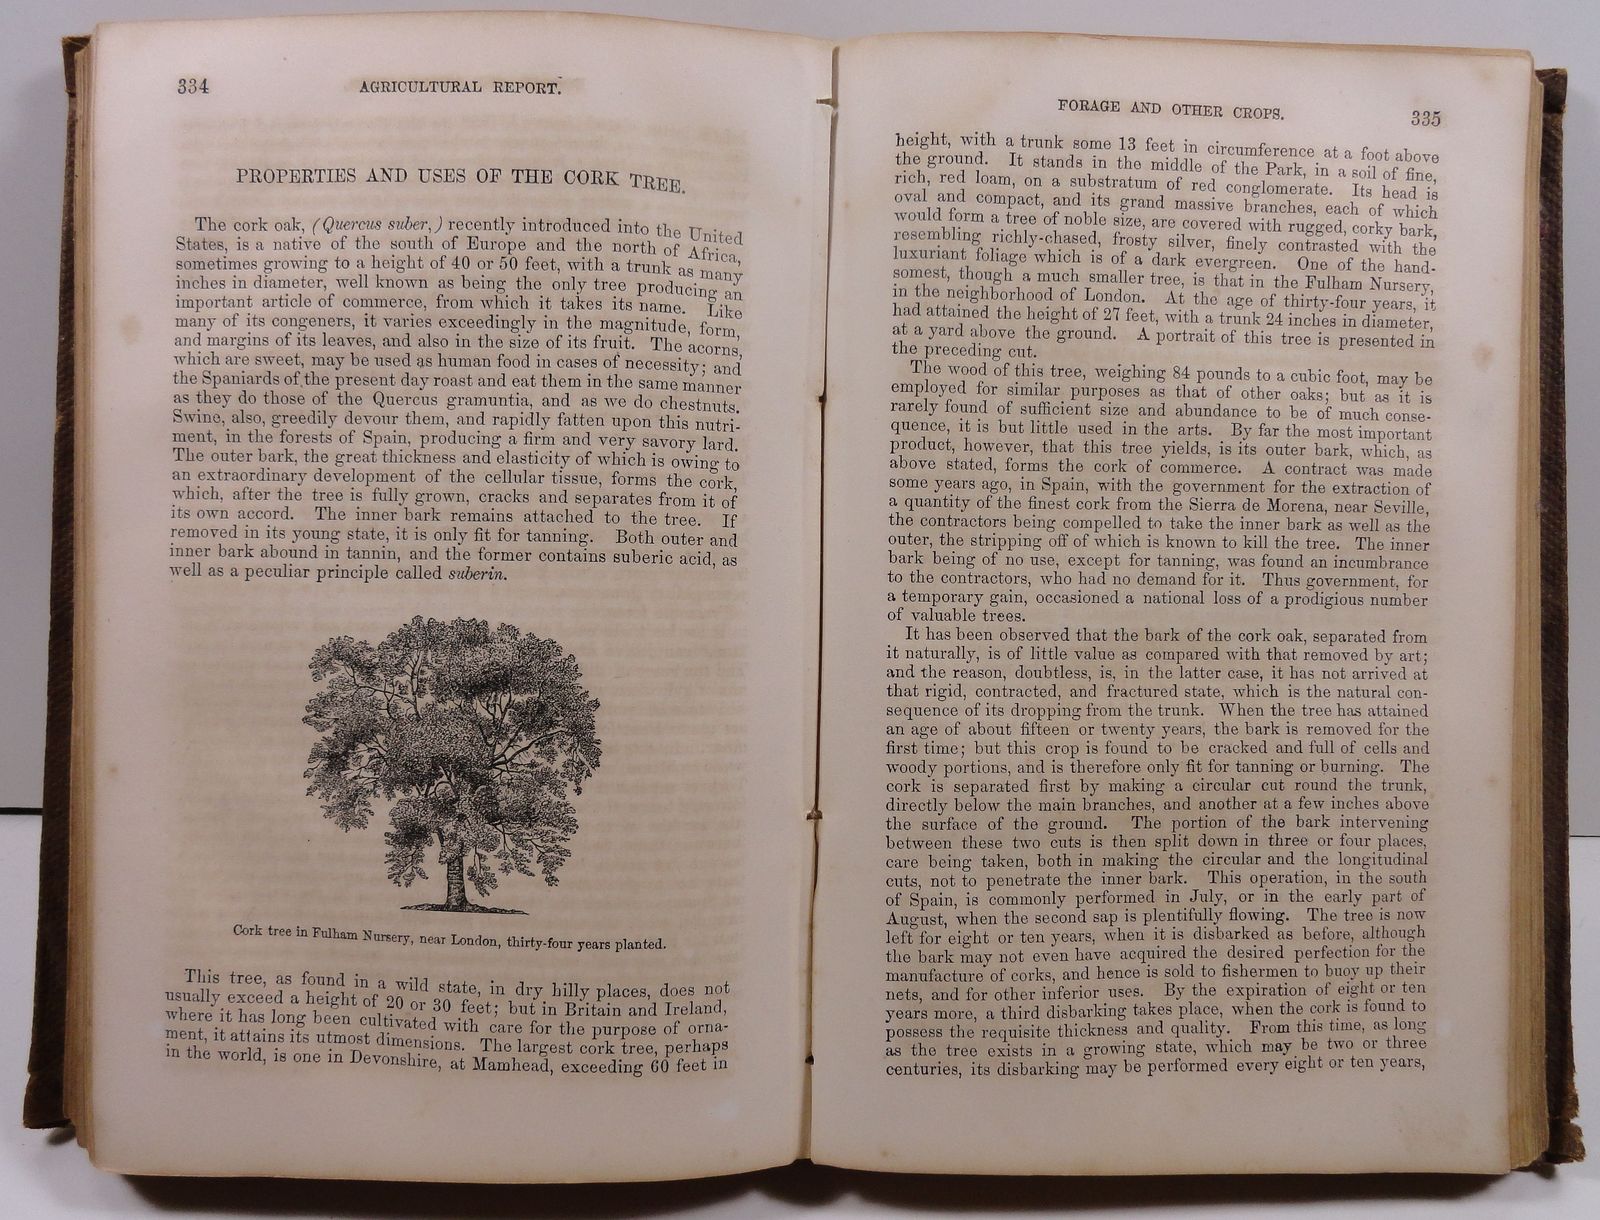 334
AGRICULTURAL REPORT.
PROPERTIES AND USES OF THE CORK TREE.
The cork oak, (Quercus suber,) recently introduced into the United
States, is a native of the south of Europe and the north of Africa,
sometimes growing to a height of 40 or 50 feet, with a trunk as many
inches in diameter, well known as being the only tree producing an
important article of commerce, from which it takes its name. Like
many of its congeners, it varies exceedingly in the magnitude, form,
and margins of its leaves, and also in the size of its fruit. The acorns,
which are sweet, may be used as human food in cases of necessity; and
the Spaniards of the present day roast and eat them in the same manner
as they do those of the Quercus gramuntia, and as we do chestnuts.
Swine, also, greedily devour them, and rapidly fatten upon this nutri-
ment, in the forests of Spain, producing a firm and very savory lard.
The outer bark, the great thickness and elasticity of which is owing to
an extraordinary development of the cellular tissue, forms the cork,
which, after the tree is fully grown, cracks and separates from it of
its own accord. The inner bark remains attached to the tree. If
removed in its young state, it is only fit for tanning. Both outer and
inner bark abound in tannin, and the former contains suberic acid, as
well as a peculiar principle called suberin.
Cork tree in Fulham Nursery, near London, thirty-four years planted.
This tree, as found in a wild state, in dry hilly places, does not
usually exceed a height of 20 or 30 feet; but in Britain and Ireland,
where it has long been cultivated with care for the purpose of orna-
ment, it attains its utmost dimensions. The largest cork tree, perhaps
in the world, is one in Devonshire, at Mamhead, exceeding 60 feet in
FORAGE AND OTHER CROPS.
335
height, with a trunk some 13 feet in circumference at a foot above
the ground. It stands in the middle of the Park, in a soil of fine,
rich, red loam, on a substratum of red conglomerate. Its head is
oval and compact, and its grand massive branches, each of which
would form a tree of noble size, are covered with rugged, corky bark,
resembling richly-chased, frosty silver, finely contrasted with the
luxuriant foliage which is of a dark evergreen. One of the hand-
somest, though a much smaller tree, is that in the Fulham Nursery,
in the neighborhood of London. At the age of thirty-four years, it
had attained the height of 27 feet, with a trunk 24 inches in diameter,
at a yard above the ground. A portrait of this tree is presented in
the preceding cut.
The wood of this tree, weighing 84 pounds to a cubic foot, may be
employed for similar purposes as that of other oaks; but as it is
rarely found of sufficient size and abundance to be of much conse-
quence, it is but little used in the arts. By far the most important
product, however, that this tree yields, is its outer bark, which, as
above stated, forms the cork of commerce. A contract was made
some years ago, in Spain, with the government for the extraction of
a quantity of the finest cork from the Sierra de Morena, near Seville,
the contractors being compelled to take the inner bark as well as the
outer, the stripping off of which is known to kill the tree. The inner
bark being of no use, except for tanning, was found an incumbrance
to the contractors, who had no demand for it. Thus government, for
a temporary gain, occasioned a national loss of a prodigious number
of valuable trees.
It has been observed that the bark of the cork oak, separated from
it naturally, is of little value as compared with that removed by art;
and the reason, doubtless, is, in the latter case, it has not arrived at
that rigid, contracted, and fractured state, which is the natural con-
sequence of its dropping from the trunk. When the tree has attained
an age of about fifteen or twenty years, the bark is removed for the
first time; but this crop is found to be cracked and full of cells and
woody portions, and is therefore only fit for tanning or burning. The
cork is separated first by making a circular cut round the trunk,
directly below the main branches, and another at a few inches above
the surface of the ground. The portion of the bark intervening
between these two cuts is then split down in three or four places,
care being taken, both in making the circular and the longitudinal
cuts, not to penetrate the inner bark. This operation, in the south
of Spain, is commonly performed in July, or in the early part of
August, when the second sap is plentifully flowing. The tree is now
left for eight or ten years, when it is disbarked as before, although
the bark may not even have acquired the desired perfection for the
manufacture of corks, and hence is sold to fishermen to buoy up their
nets, and for other inferior uses. By the expiration of eight or ten
years more, a third disbarking takes place, when the cork is found to
possess the requisite thickness and quality. From this time, as long
as the tree exists in a growing state, which may be two or three
centuries, its disbarking may be performed every eight or ten years,